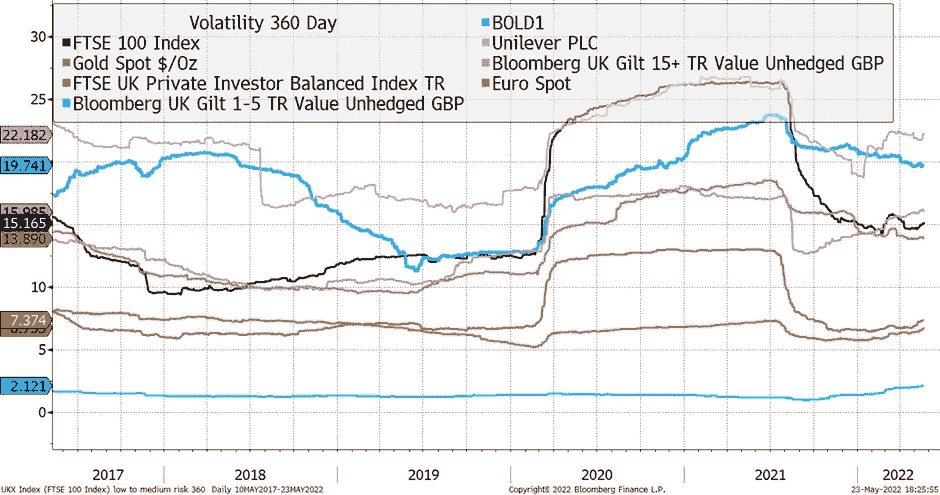 Volatility 360 Day
FTSE 100 Index
Gold Spot $/Oz
FTSE UK Private Investor Balanced Index TR
Bloomberg UK Gilt 1-5 TR Value Unhedged GBP
BOLD1
Unilever PLC
Bloomberg UK Gilt 15+ TR Value Unhedged GBP
Euro Spot
30
25
22.182
19.741
15.165
13.890
10
7.374
5
2.121
0
2017 2018 2019 2020 2021 2022
UKX Index (FTSE 100 Index) low to medium risk 360 Daily 10MAY2017-23MAY2022 Copyright© 2022 Bloomberg Finance L.P. 23-May-2022 18:25:55